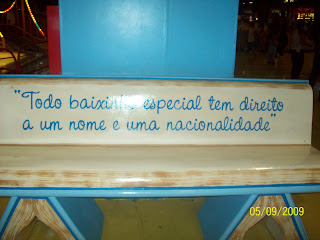 "Todo baixinho especial tem direito
a um nome e uma nacionalidade"
05/09/2009